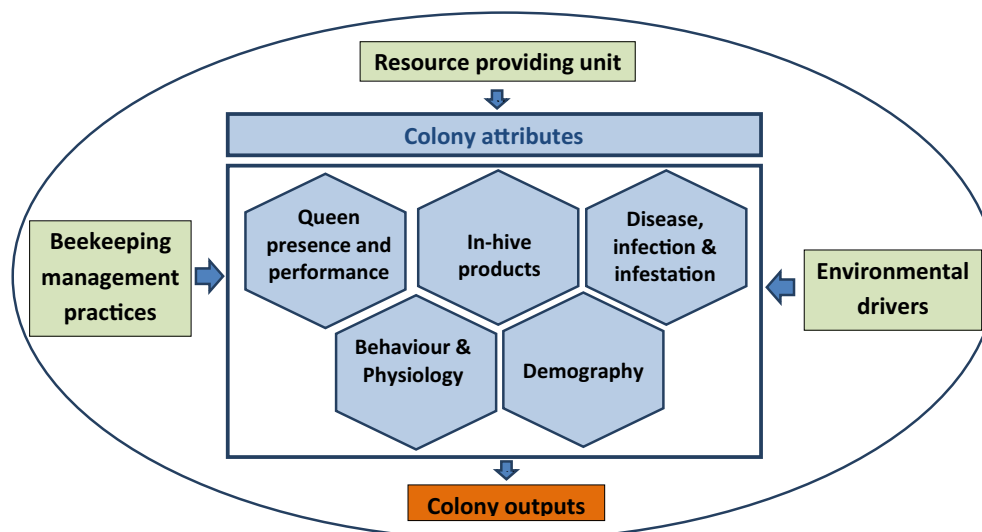 Resource providing unit
Colony attributes
Queen
presence and
performance
In-hive
products
Disease,
infection &
infestation
Beekeeping
management
practices
Environmental
drivers
Behaviour &
Physiology
Demography
Colony outputs